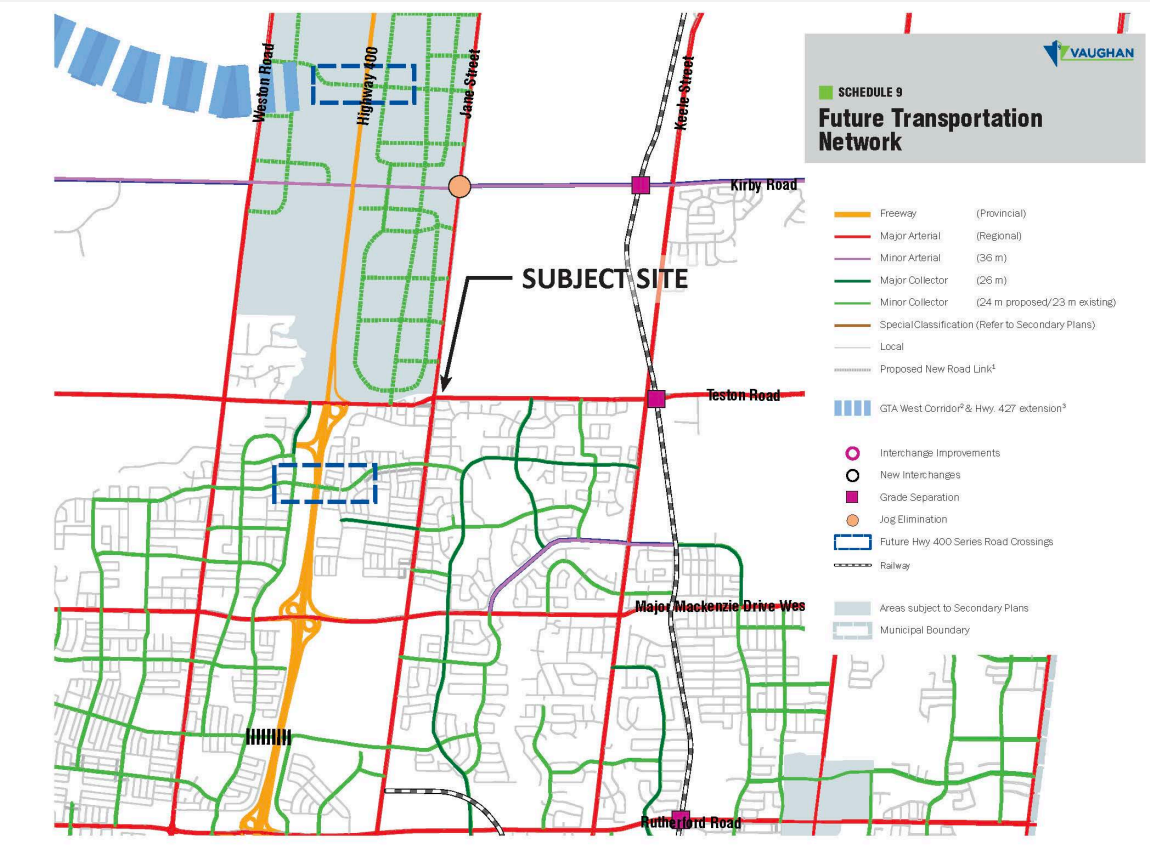 VAUGHAN
SCHEDULE 9
Future Transportation
Network
Weston Road
Highway 400
Jane Street
Keele Street
Kirby Road
SUBJECT SITE
Teston Road
Major Mackenzie Drive Wes
Rutherford Road
Freeway (Provincial)
Major Arterial (Regional)
Minor Arterial (36 m)
Major Collector (26 m)
Minor Collector (24 m proposed/23 m existing)
Special Classification (Refer to Secondary Plans)
Local
Proposed New Road Link¹
GTA West Corridor² & Hwy. 427 extension³
Interchange Improvements
New Interchanges
Grade Separation
Jog Elimination
Future Hwy 400 Series Road Crossings
Railway
Areas subject to Secondary Plans
Municipal Boundary